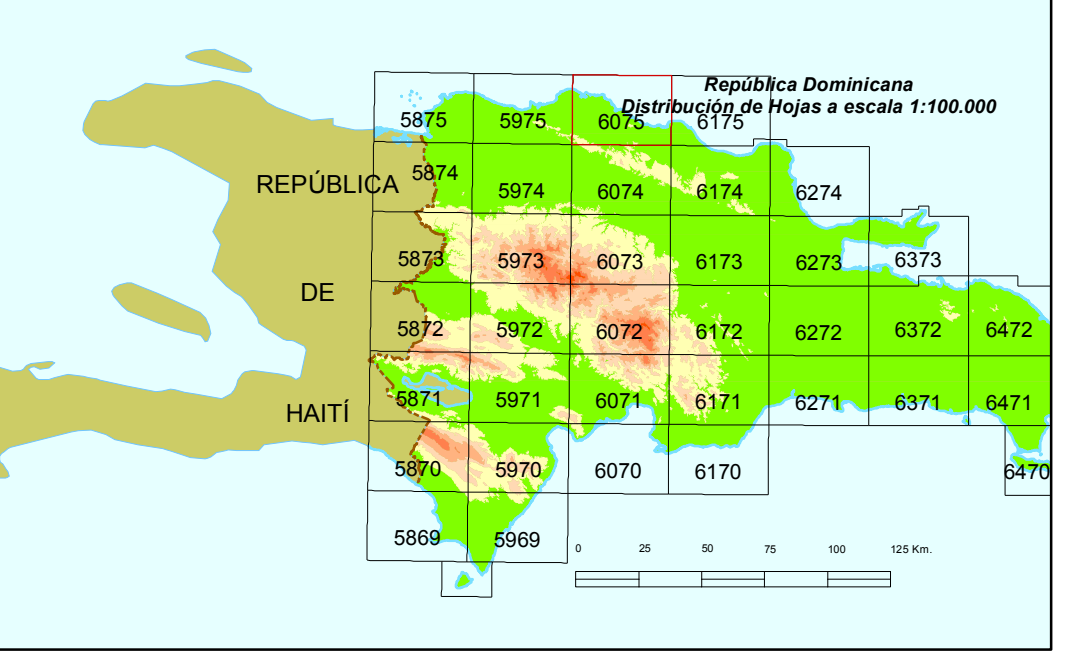 República Dominicana
Distribución de Hojas a escala 1:100.000
5875 5975 6075 6175
5874 5974 6074 6174 6274
REPÚBLICA
5873 5973 6073 6173 6273 6373
DE
5872 5972 6072 6172 6272 6372 6472
5871 5971 6071 6171 6271 6371 6471
HAITÍ
5870 5970 6070 6170 6470
5869 5969
0 25 50 75 100 125 Km.